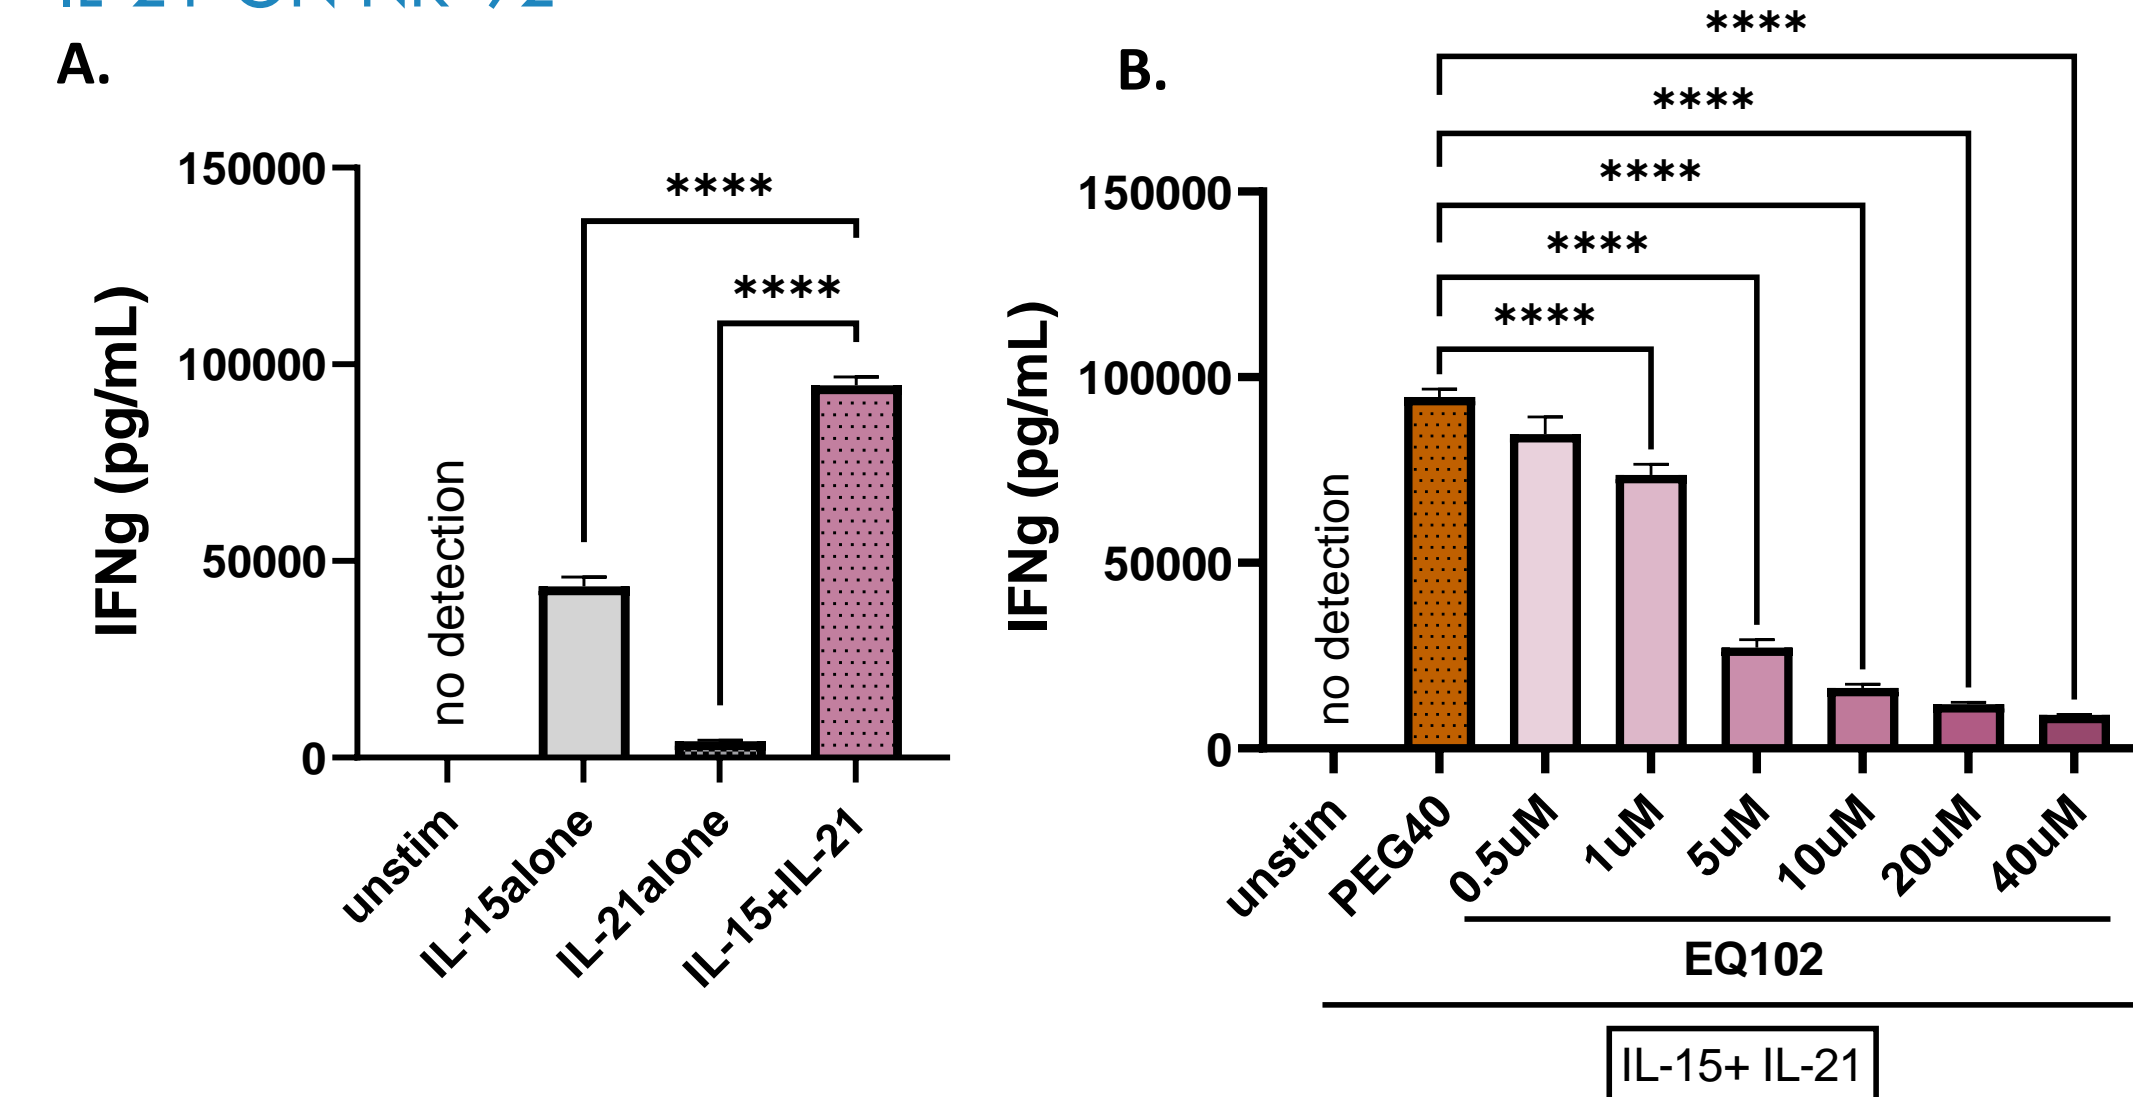 A.
IFNg (pg/mL)
150000
100000
50000
0
****
****
no detection
unstim
IL-15alone
IL-21alone
IL-15+IL-21
B.
IFNg (pg/mL)
150000
100000
50000
0
****
****
****
****
****
no detection
unstim
PEG40
0.5uM
1uM
5uM
10uM
20uM
40uM
EQ102
IL-15+ IL-21